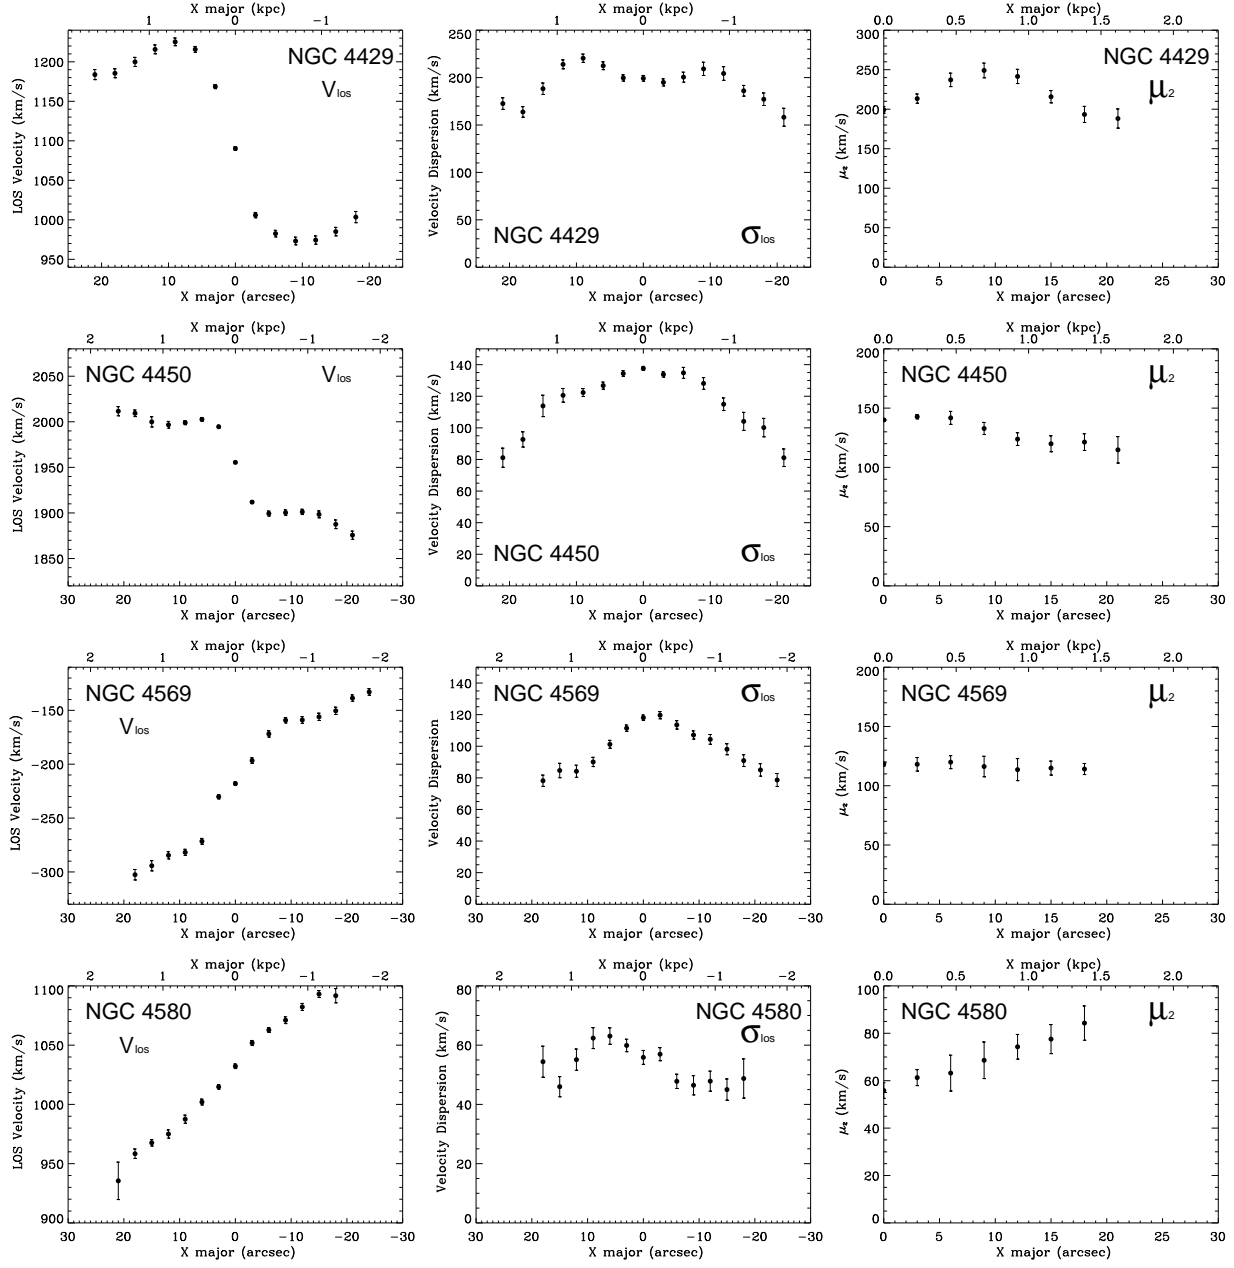 X major (kpc) X major (kpc) X major (kpc)
1 0 −1 1 0 −1 0.0 0.5 1.0 1.5 2.0
NGC 4429 NGC 4429
V los μ 2
LOS Velocity (km/s) 1200 1150 1100 1050 1000 950
Velocity Dispersion (km/s) 250 200 150 100 50 0
μ₂ (km/s) 300 250 200 150 100 50 0
NGC 4429 σ los
20 10 0 −10 −20 20 10 0 −10 −20 0 5 10 15 20 25 30
X major (arcsec) X major (arcsec) X major (arcsec)
X major (kpc) X major (kpc) X major (kpc)
2 1 0 −1 −2 1 0 −1 0.0 0.5 1.0 1.5 2.0
NGC 4450 V los NGC 4450 μ 2
LOS Velocity (km/s) 2050 2000 1950 1900 1850
Velocity Dispersion (km/s) 140 120 100 80 60 40 20 0
μ₂ (km/s) 200 150 100 50 0
NGC 4450 σ los
30 20 10 0 −10 −20 −30 20 10 0 −10 −20 0 5 10 15 20 25 30
X major (arcsec) X major (arcsec) X major (arcsec)
X major (kpc) X major (kpc) X major (kpc)
2 1 0 −1 −2 2 1 0 −1 −2 0.0 0.5 1.0 1.5 2.0
NGC 4569 NGC 4569 σ los NGC 4569 μ 2
V los
LOS Velocity (km/s) −150 −200 −250 −300
Velocity Dispersion 140 120 100 80 60 40 20 0
μ₂ (km/s) 200 150 100 50 0
30 20 10 0 −10 −20 −30 30 20 10 0 −10 −20 −30 0 5 10 15 20 25 30
X major (arcsec) X major (arcsec) X major (arcsec)
X major (kpc) X major (kpc) X major (kpc)
2 1 0 −1 −2 2 1 0 −1 −2 0.0 0.5 1.0 1.5 2.0
NGC 4580 NGC 4580 NGC 4580 μ 2
V los σ los
LOS Velocity (km/s) 1100 1050 1000 950 900
Velocity Dispersion (km/s) 80 60 40 20 0
μ₂ (km/s) 100 80 60 40 20 0
30 20 10 0 −10 −20 −30 30 20 10 0 −10 −20 −30 0 5 10 15 20 25 30
X major (arcsec) X major (arcsec) X major (arcsec)